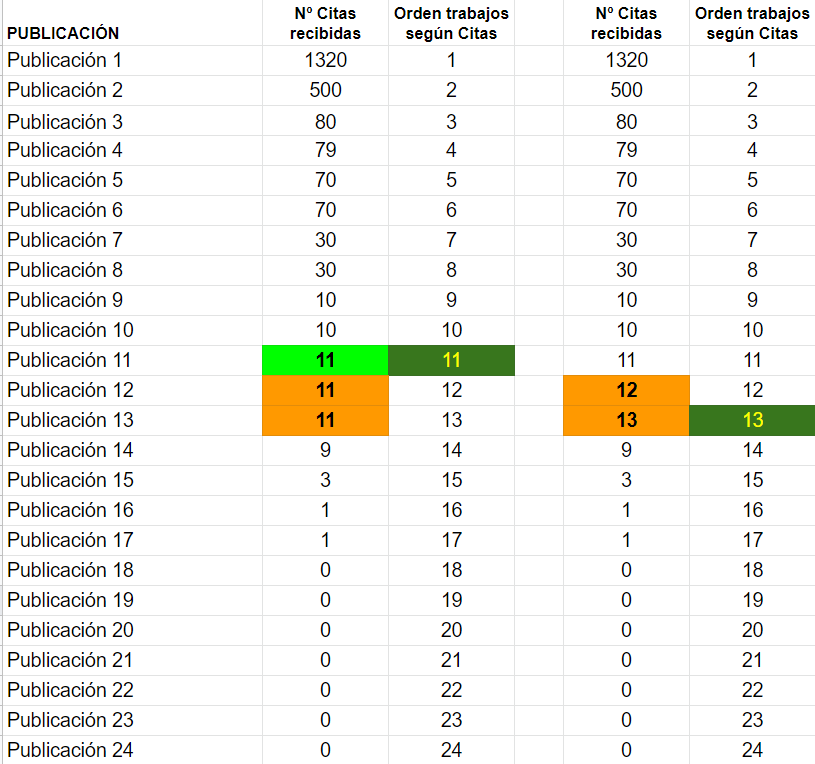 Nº Citas Orden trabajos Nº Citas Orden trabajos
PUBLICACIÓN recibidas según Citas recibidas según Citas
Publicación 1 1320 1 1320 1
Publicación 2 500 2 500 2
Publicación 3 80 3 80 3
Publicación 4 79 4 79 4
Publicación 5 70 5 70 5
Publicación 6 70 6 70 6
Publicación 7 30 7 30 7
Publicación 8 30 8 30 8
Publicación 9 10 9 10 9
Publicación 10 10 10 10 10
Publicación 11 11 11 11 11
Publicación 12 11 12 12 12
Publicación 13 11 13 13 13
Publicación 14 9 14 9 14
Publicación 15 3 15 3 15
Publicación 16 1 16 1 16
Publicación 17 1 17 1 17
Publicación 18 0 18 0 18
Publicación 19 0 19 0 19
Publicación 20 0 20 0 20
Publicación 21 0 21 0 21
Publicación 22 0 22 0 22
Publicación 23 0 23 0 23
Publicación 24 0 24 0 24